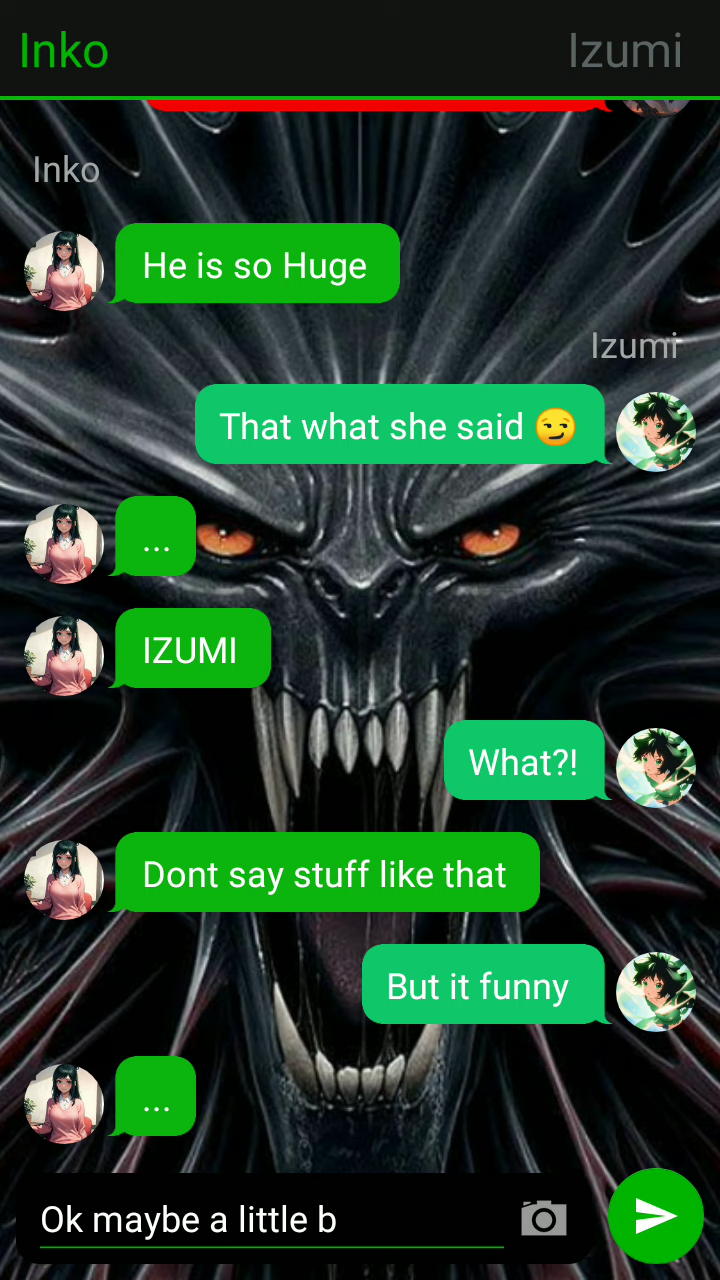 Inko
Izumi
Inko
He is so Huge
Izumi
That what she said 😏
...
IZUMI
What?!
Dont say stuff like that
But it funny
...
Ok maybe a little b